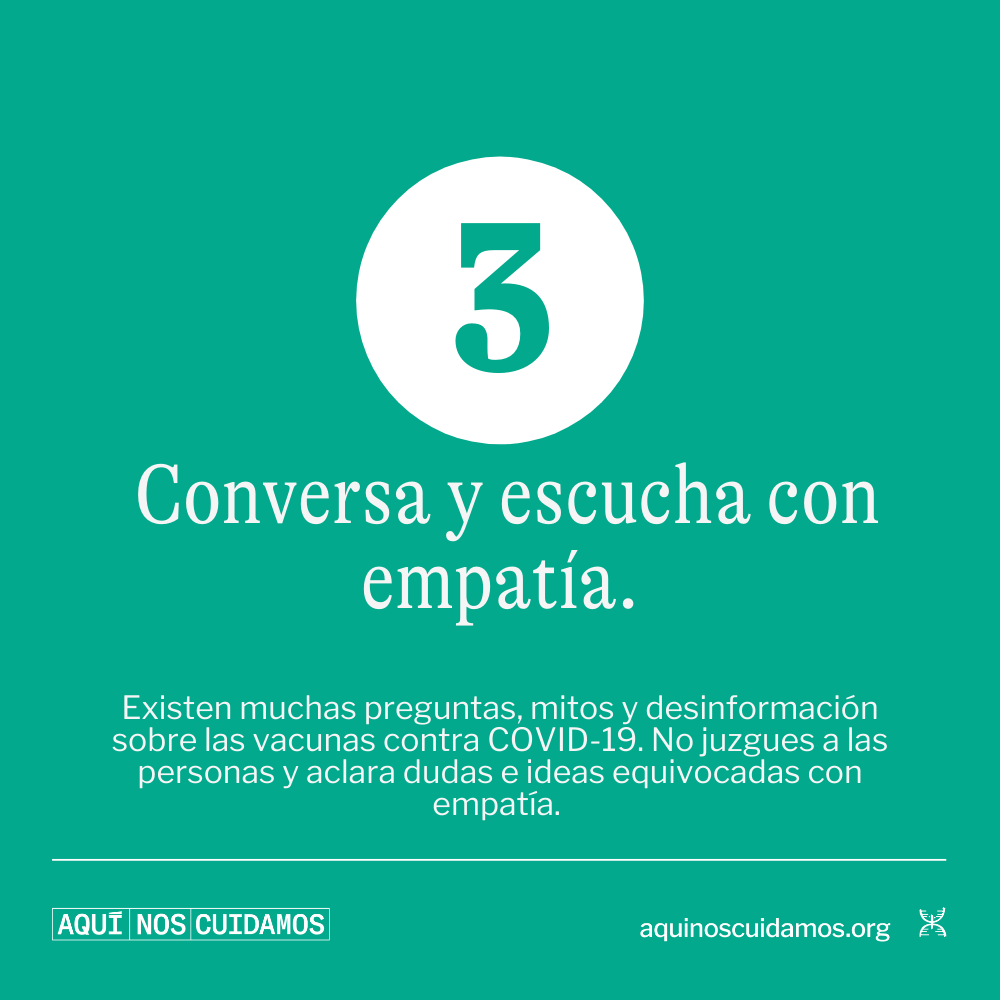 3
Conversa y escucha con
empatía.
Existen muchas preguntas, mitos y desinformación
sobre las vacunas contra COVID-19. No juzgues a las
personas y aclara dudas e ideas equivocadas con
empatía.
AQUÍ NOS CUIDAMOS
aquinoscuidamos.org